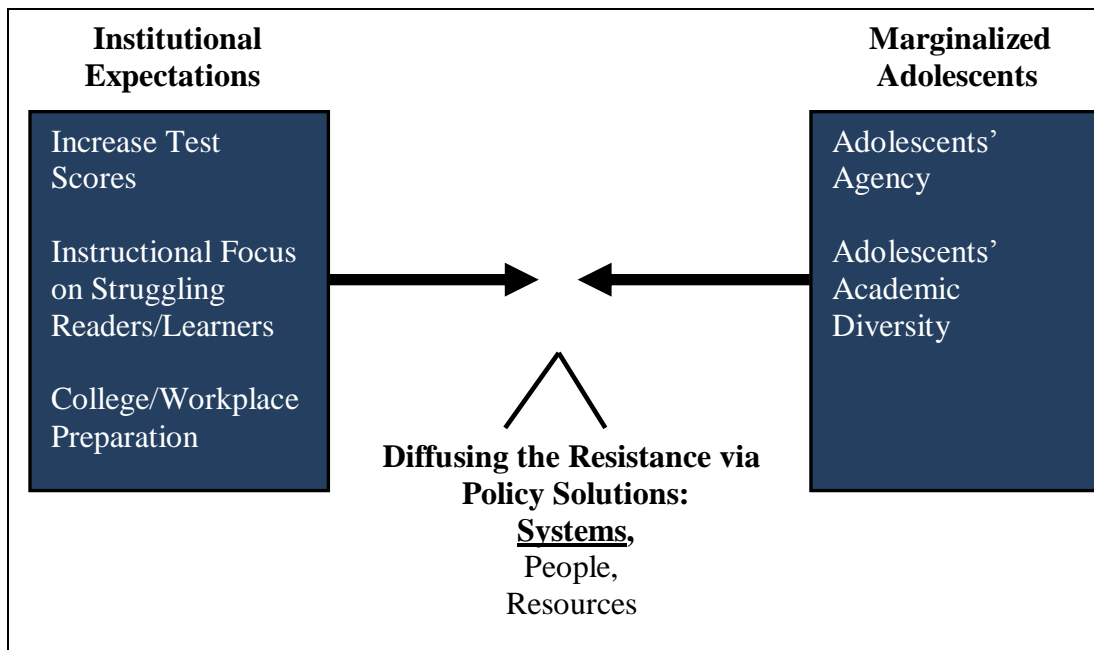 Institutional
Expectations
Increase Test
Scores
Instructional Focus
on Struggling
Readers/Learners
College/Workplace
Preparation
Marginalized
Adolescents
Adolescents’
Agency
Adolescents’
Academic
Diversity
Diffusing the Resistance via
Policy Solutions:
Systems,
People,
Resources